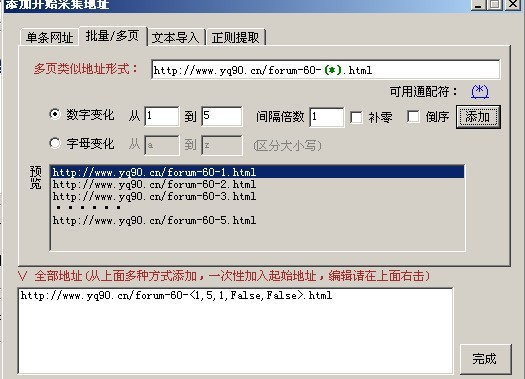 添加开始采集地址
单条网址 批量/多页 文本导入 正则提取
多页类似地址形式： http://www.yq90.cn/forum-60-(*).html
可用通配符： (*)
数字变化 从 1 到 5 间隔倍数 1 补零 倒序 添加
字母变化 从 a 到 z (区分大小写)
预览
http://www.yq90.cn/forum-60-1.html
http://www.yq90.cn/forum-60-2.html
http://www.yq90.cn/forum-60-3.html
······
http://www.yq90.cn/forum-60-5.html
∨ 全部地址(从上面多种方式添加，一次性加入起始地址，编辑请在上面右击)
http://www.yq90.cn/forum-60-<1,5,1,False,False>.html
完成